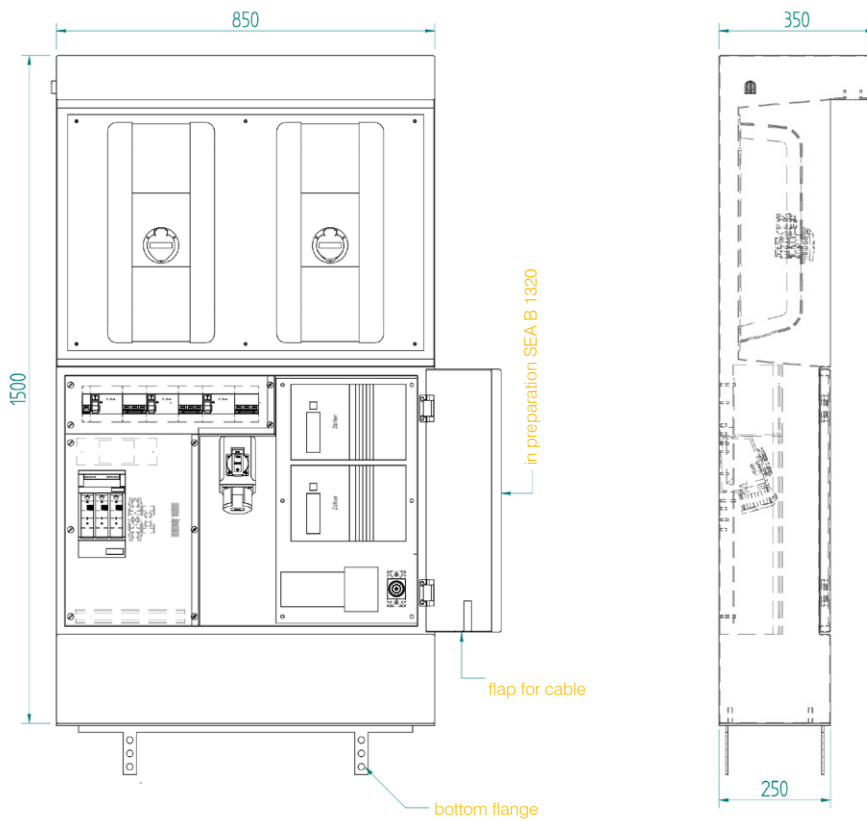 850
350
1500
in preparation SEA B 1320
Zähler
Zähler
flap for cable
bottom flange
250